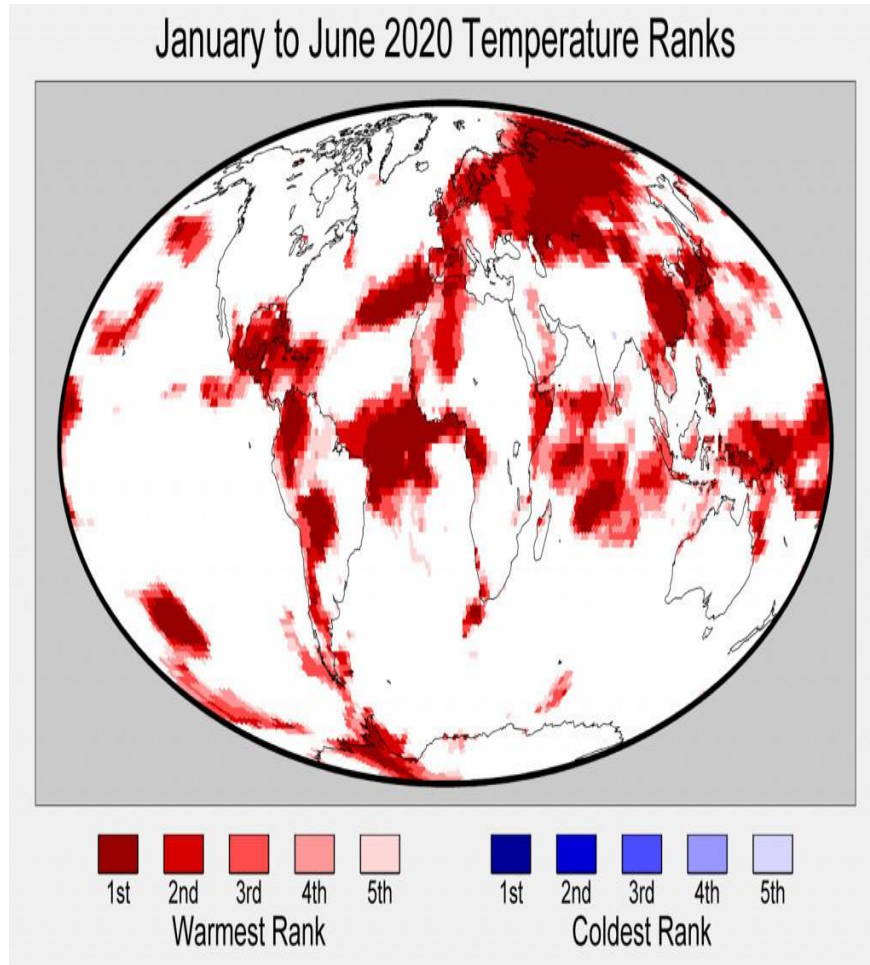 January to June 2020 Temperature Ranks
1st 2nd 3rd 4th 5th 1st 2nd 3rd 4th 5th
Warmest Rank Coldest Rank